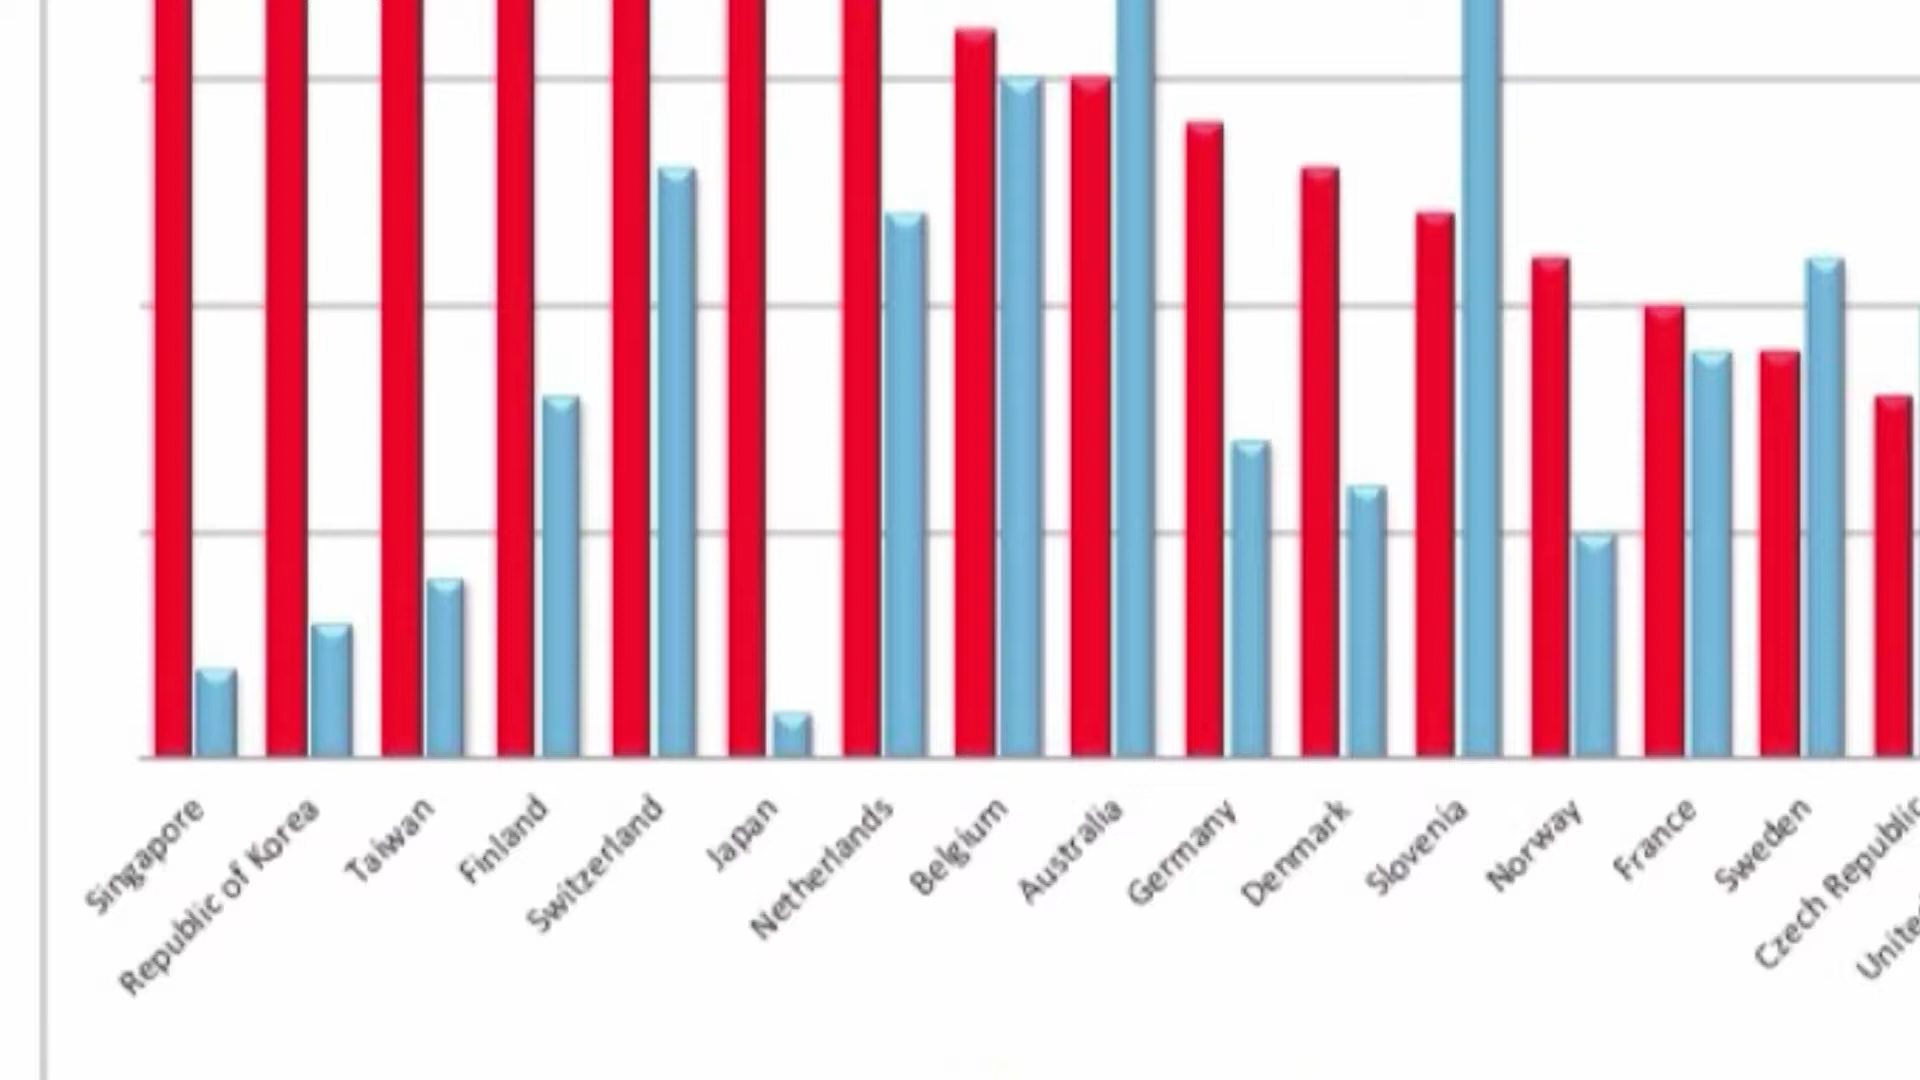 Singapore
Republic of Korea
Taiwan
Finland
Switzerland
Japan
Netherlands
Belgium
Australia
Germany
Denmark
Slovenia
Norway
France
Sweden
Czech Republic